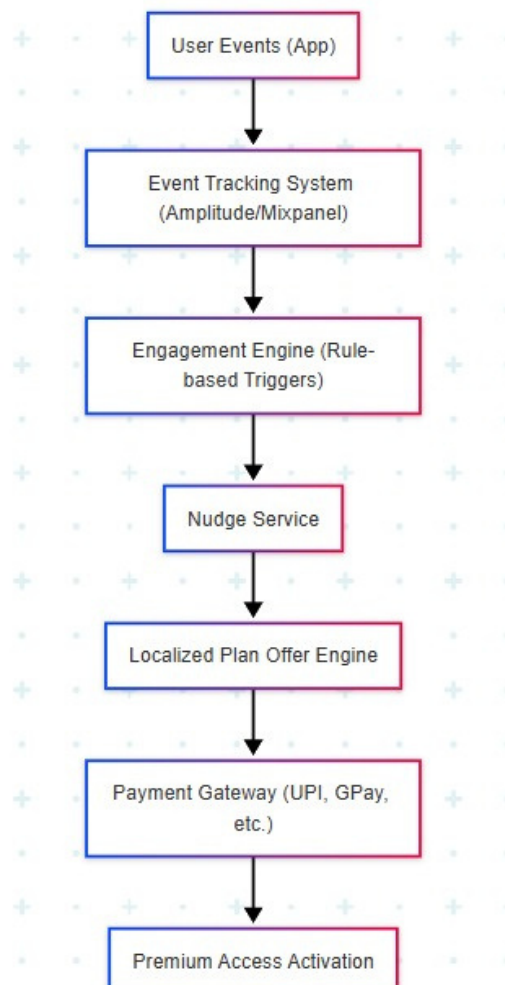 User Events (App)
Event Tracking System
(Amplitude/Mixpanel)
Engagement Engine (Rule-
based Triggers)
Nudge Service
Localized Plan Offer Engine
Payment Gateway (UPI, GPay,
etc.)
Premium Access Activation